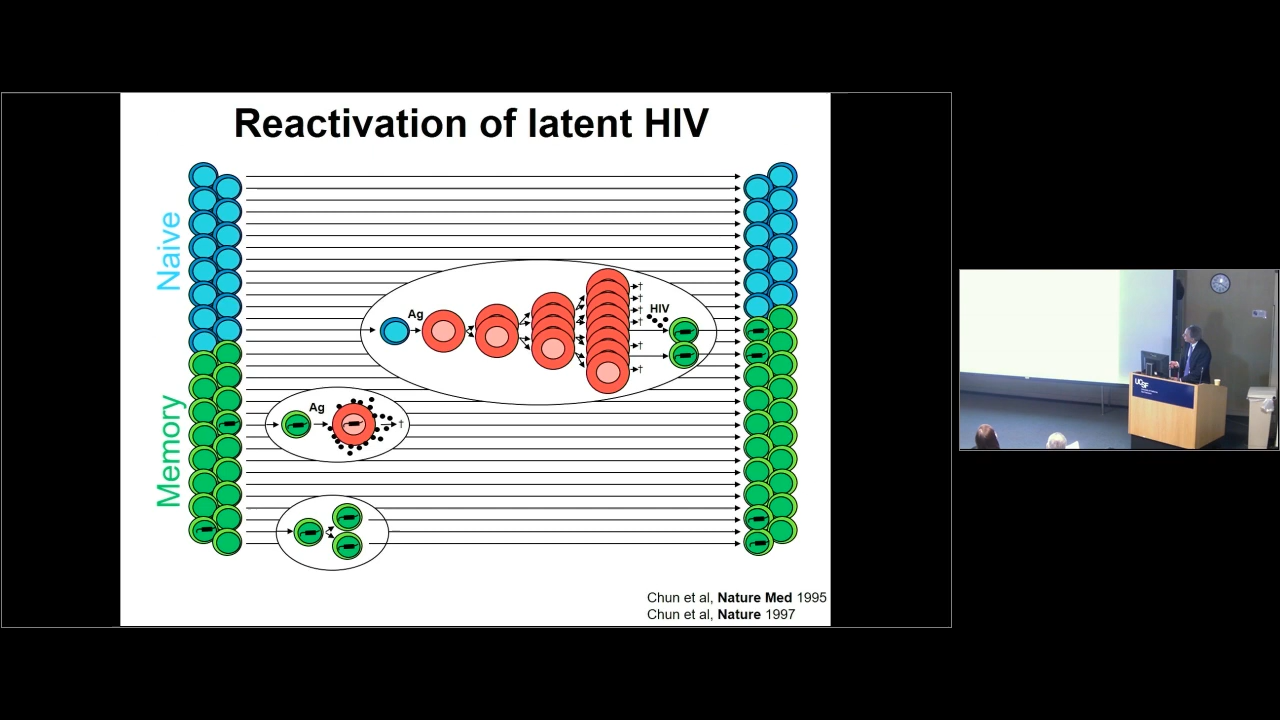 Reactivation of latent HIV
Naive
Memory
Ag
HIV
Ag
Chun et al, Nature Med 1995
Chun et al, Nature 1997
UCSF